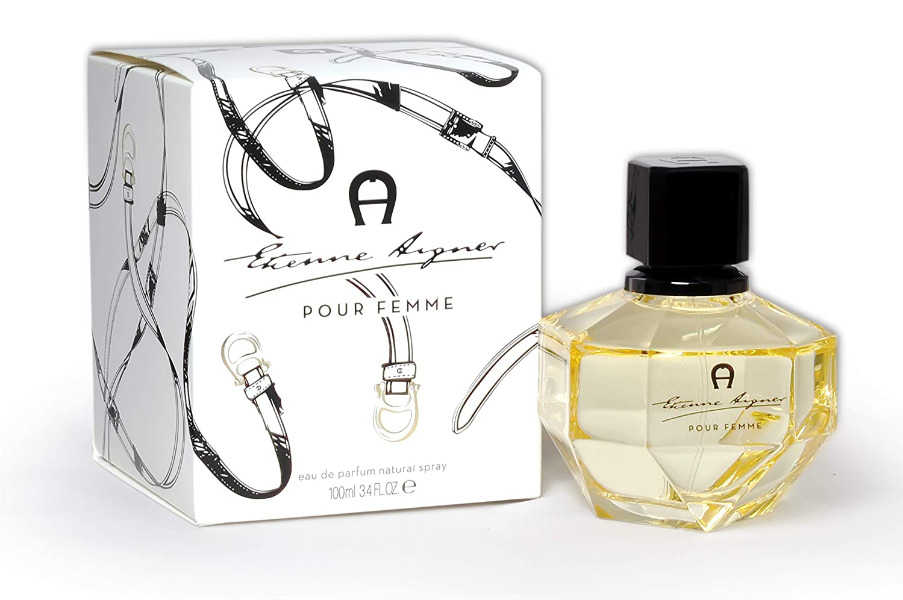 A
Etienne Aigner
POUR FEMME
eau de parfum natural spray
100ml 3.4 FL.OZ e
A
Etienne Aigner
POUR FEMME